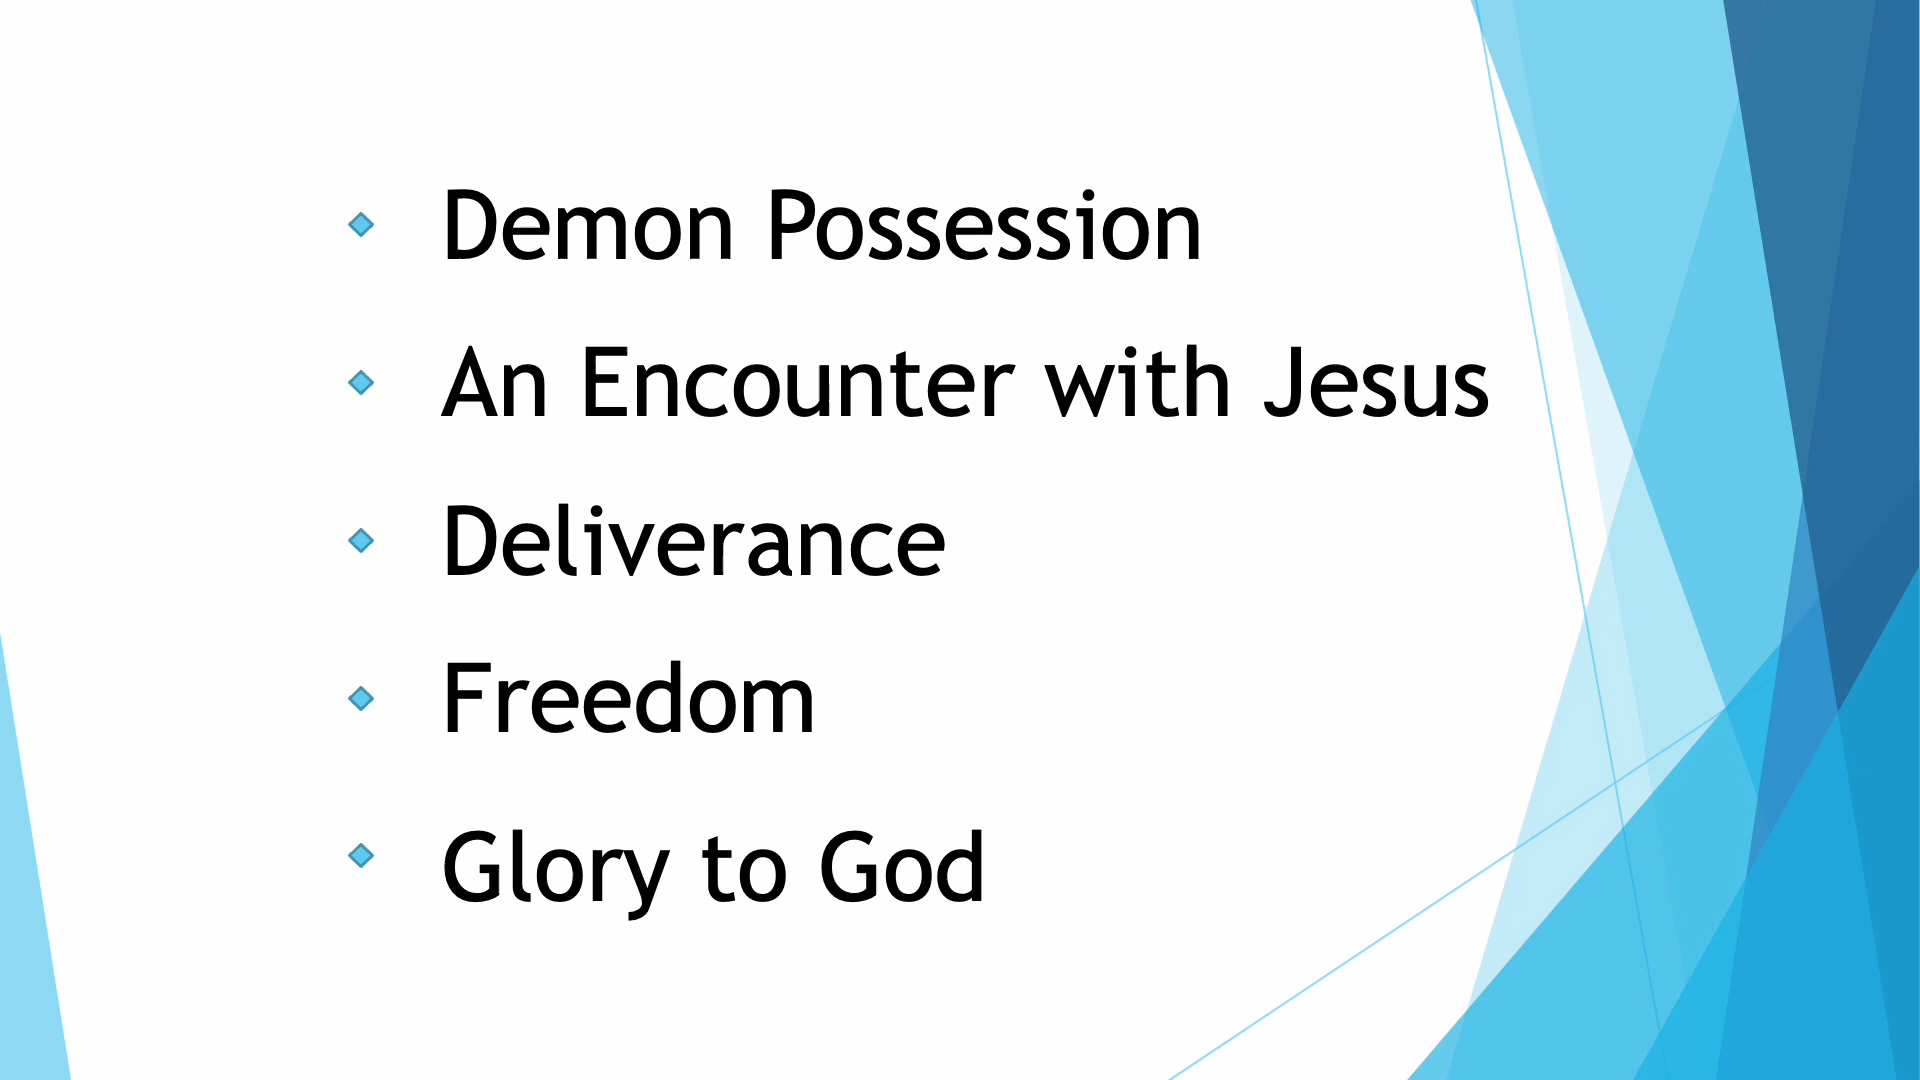 Demon Possession
An Encounter with Jesus
Deliverance
Freedom
Glory to God